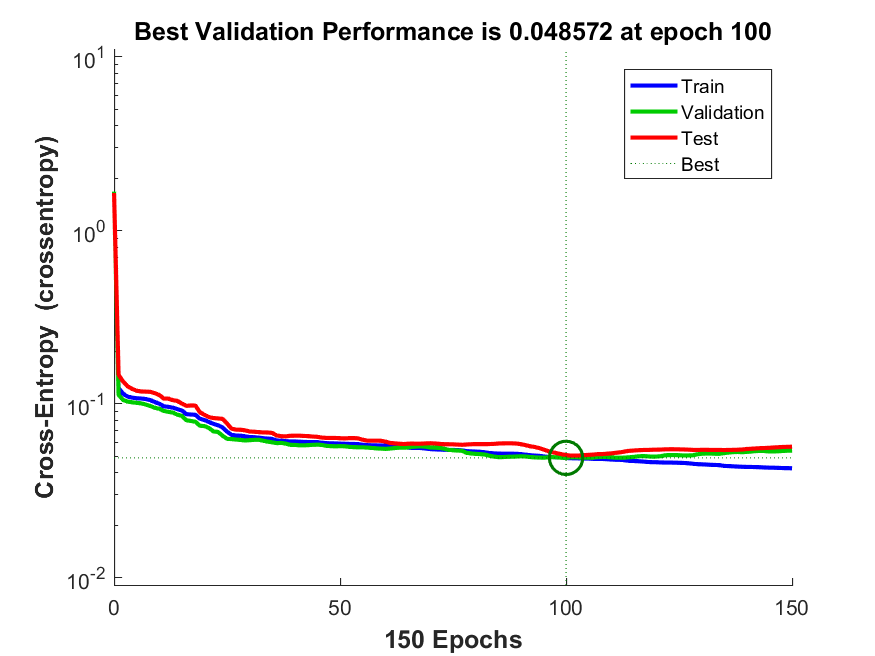 Best Validation Performance is 0.048572 at epoch 100
10^1
10^0
10^-1
10^-2
Cross-Entropy (crossentropy)
Train
Validation
Test
Best
0 50 100 150
150 Epochs